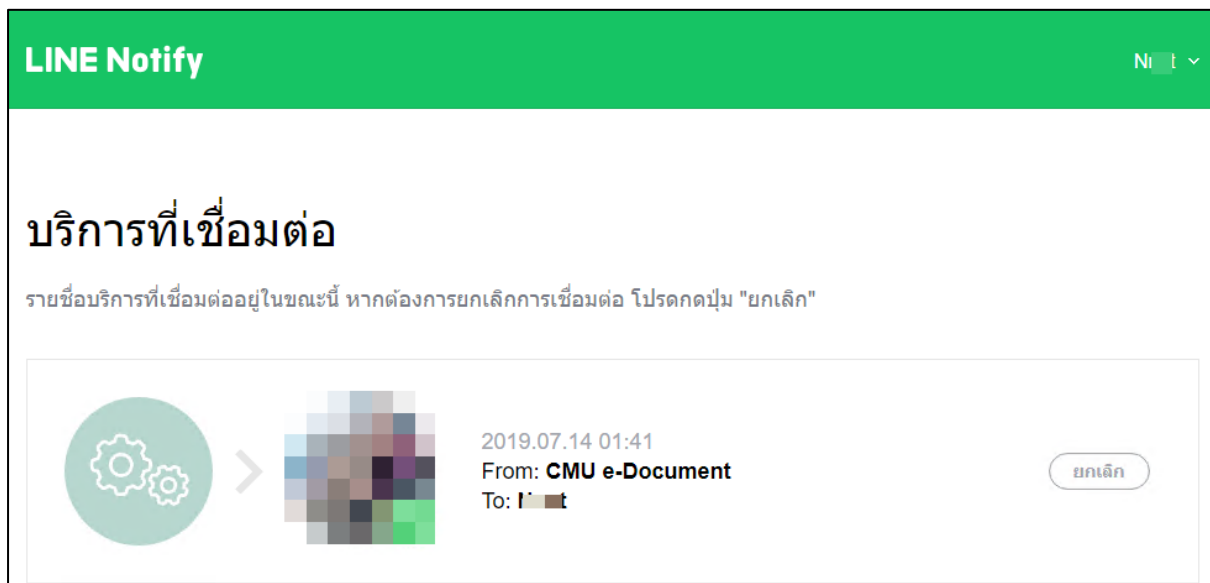 LINE Notify
บริการที่เชื่อมต่อ
รายชื่อบริการที่เชื่อมต่ออยู่ในขณะนี้ หากต้องการยกเลิกการเชื่อมต่อ โปรดกดปุ่ม "ยกเลิก"
2019.07.14 01:41
From: CMU e-Document
ยกเลิก
To: